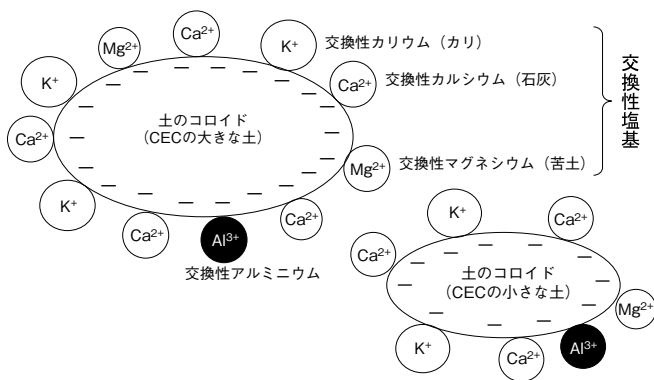 Ca²⁺
Mg²⁺
K⁺
交換性カリウム（カリ）
K⁺
Ca²⁺
交換性カルシウム（石灰）
交換性塩基
土のコロイド
（CECの大きな土）
Ca²⁺
Mg²⁺
交換性マグネシウム（苦土）
K⁺
Ca²⁺
Al³⁺
Ca²⁺
交換性アルミニウム
K⁺
Ca²⁺
Ca²⁺
土のコロイド
（CECの小さな土）
Mg²⁺
K⁺
Ca²⁺
Al³⁺